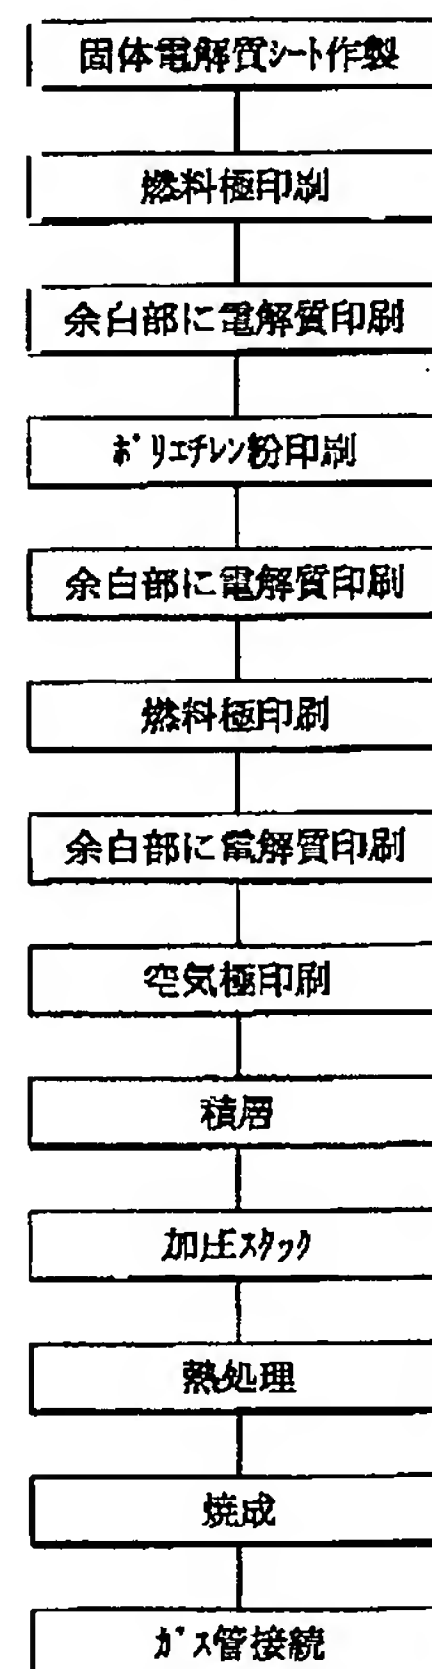 固体電解質ｼｰﾄ作製
燃料極印刷
余白部に電解質印刷
ﾎﾟﾘｴﾁﾚﾝ粉印刷
余白部に電解質印刷
燃料極印刷
余白部に電解質印刷
空気極印刷
積層
加圧ｽﾀｯｸ
熱処理
焼成
ｶﾞｽ管接続